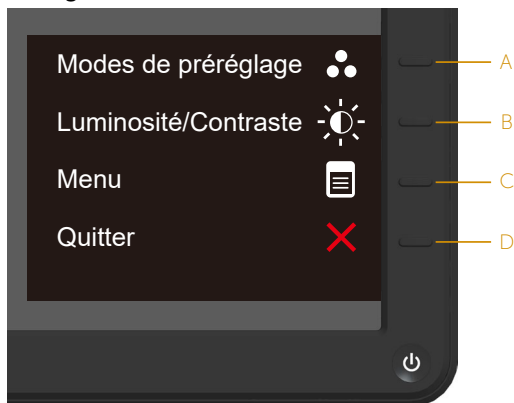 Modes de préréglage A
Luminosité/Contraste B
Menu C
Quitter D